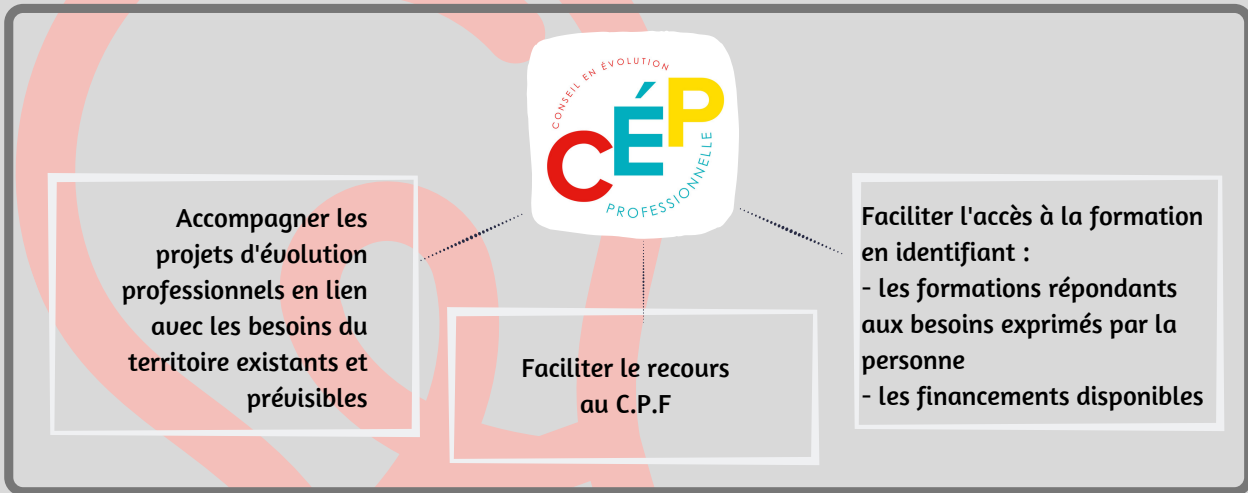 CONSEIL EN ÉVOLUTION
CÉP
PROFESSIONNELLE
Accompagner les
projets d'évolution
professionnels en lien
avec les besoins du
territoire existants et
prévisibles
Faciliter le recours
au C.P.F
Faciliter l'accès à la formation
en identifiant :
- les formations répondants
aux besoins exprimés par la
personne
- les financements disponibles